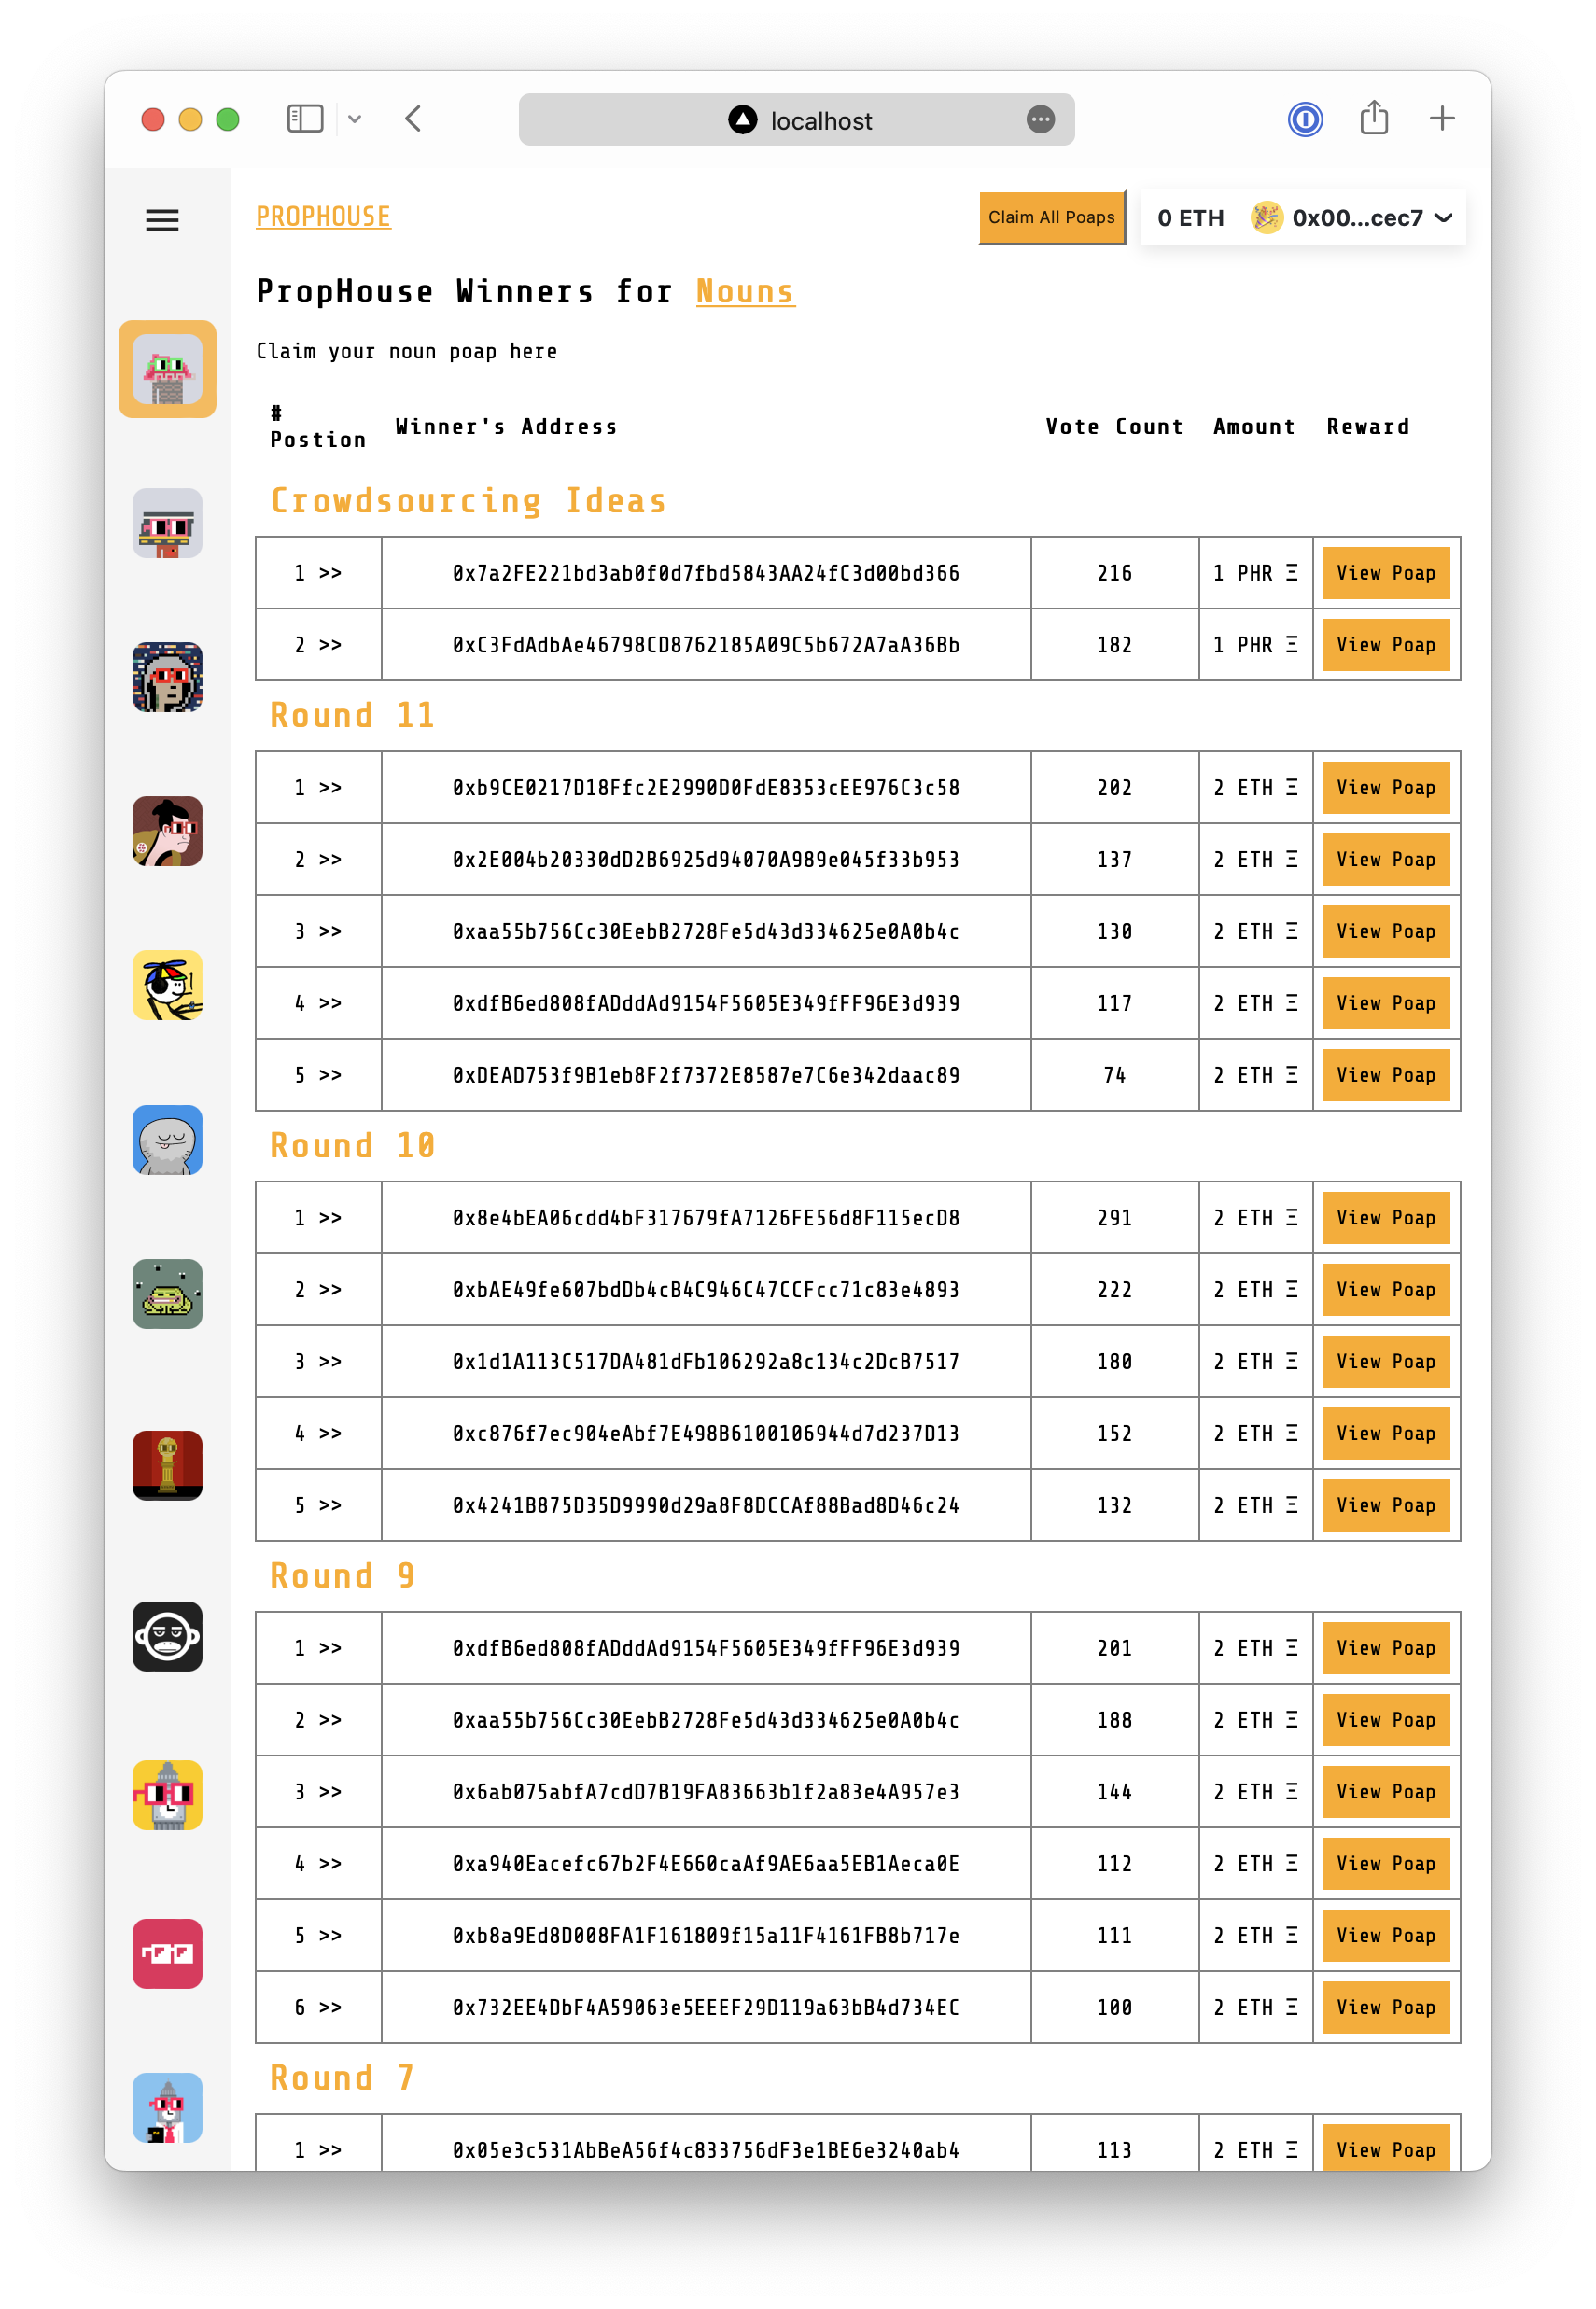 localhost
PROPHOUSE
Claim All Poaps
0 ETH 0x00...cec7
PropHouse Winners for Nouns
Claim your noun poap here
# Postion Winner's Address Vote Count Amount Reward
Crowdsourcing Ideas
1 >> 0x7a2FE221bd3ab0f0d7fbd5843AA24fC3d00bd366 216 1 PHR Ξ View Poap
2 >> 0xC3FdAdbAe46798CD8762185A09C5b672A7aA36Bb 182 1 PHR Ξ View Poap
Round 11
1 >> 0xb9CE0217D18Ffc2E2990D0FdE8353cEE976C3c58 202 2 ETH Ξ View Poap
2 >> 0x2E004b20330dD2B6925d94070A989e045f33b953 137 2 ETH Ξ View Poap
3 >> 0xaa55b756Cc30EebB2728Fe5d43d334625e0A0b4c 130 2 ETH Ξ View Poap
4 >> 0xdfB6ed808fADddAd9154F5605E349fFF96E3d939 117 2 ETH Ξ View Poap
5 >> 0xDEAD753f9B1eb8F2f7372E8587e7C6e342daac89 74 2 ETH Ξ View Poap
Round 10
1 >> 0x8e4bEA06cdd4bF317679fA7126FE56d8F115ecD8 291 2 ETH Ξ View Poap
2 >> 0xbAE49fe607bdDb4cB4C946C47CCFcc71c83e4893 222 2 ETH Ξ View Poap
3 >> 0x1d1A113C517DA481dFb106292a8c134c2DcB7517 180 2 ETH Ξ View Poap
4 >> 0xc876f7ec904eAbf7E498B6100106944d7d237D13 152 2 ETH Ξ View Poap
5 >> 0x4241B875D35D9990d29a8F8DCCAf88Bad8D46c24 132 2 ETH Ξ View Poap
Round 9
1 >> 0xdfB6ed808fADddAd9154F5605E349fFF96E3d939 201 2 ETH Ξ View Poap
2 >> 0xaa55b756Cc30EebB2728Fe5d43d334625e0A0b4c 188 2 ETH Ξ View Poap
3 >> 0x6ab075abfA7cdD7B19FA83663b1f2a83e4A957e3 144 2 ETH Ξ View Poap
4 >> 0xa940Eacefc67b2F4E660caAf9AE6aa5EB1Aeca0E 112 2 ETH Ξ View Poap
5 >> 0xb8a9Ed8D008FA1F161809f15a11F4161FB8b717e 111 2 ETH Ξ View Poap
6 >> 0x732EE4DbF4A59063e5EEEF29D119a63bB4d734EC 100 2 ETH Ξ View Poap
Round 7
1 >> 0x05e3c531AbBeA56f4c833756dF3e1BE6e3240ab4 113 2 ETH Ξ View Poap